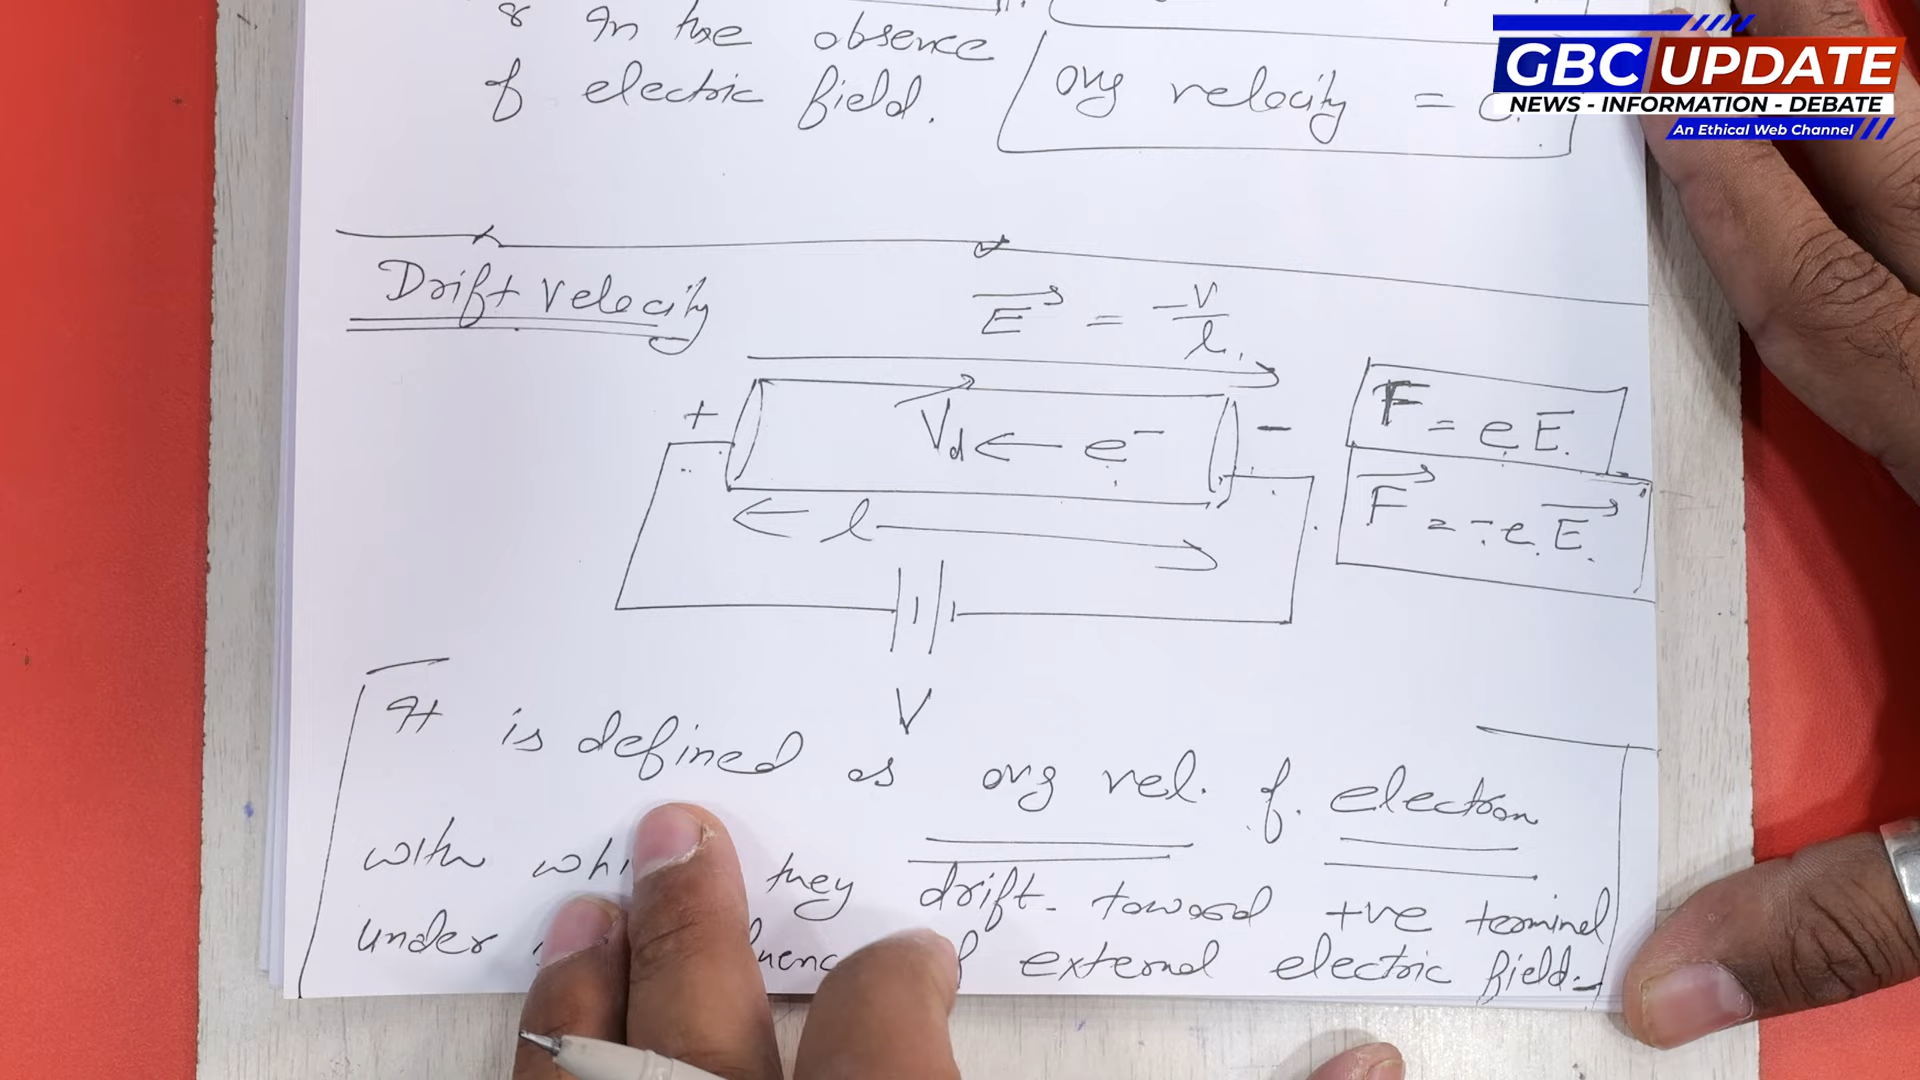 & In the absence
of electric field.
avg velocity = 0.
GBC UPDATE
NEWS - INFORMATION - DEBATE
An Ethical Web Channel
Drift Velocity
E = -V/l.
+ Vd ← e⁻ -
F = eE.
l
F = -e.E.
V
It is defined as avg vel. of. electron
with they drift. toward +ve terminal
under of external electric field.